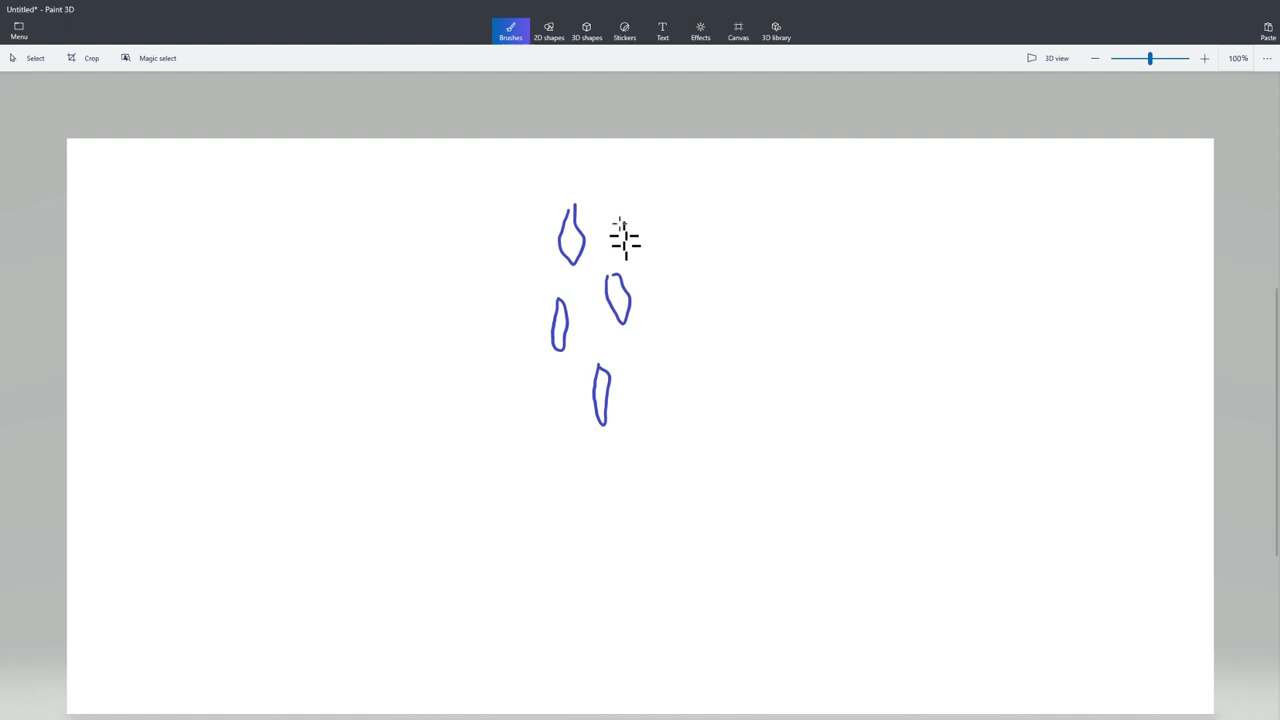 Untitled* - Paint 3D
Menu
Brushes 2D shapes 3D shapes Stickers Text Effects Canvas 3D library Paste
Select Crop Magic select 3D view 100%